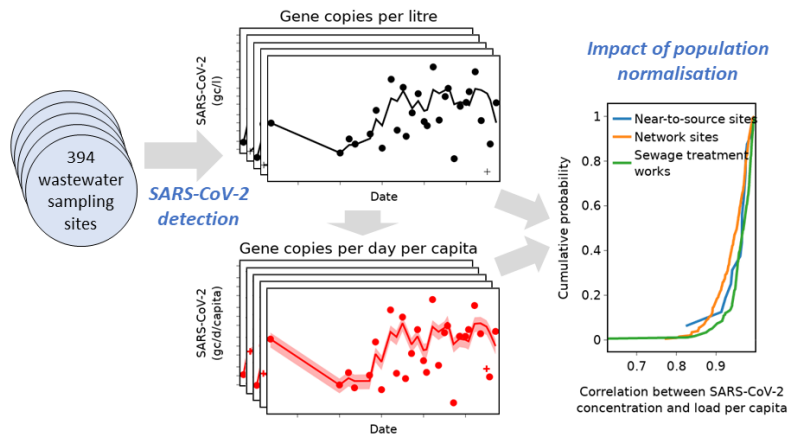 Gene copies per litre
SARS-CoV-2
(gc/l)
Date
394
wastewater
sampling
sites
SARS-CoV-2
detection
Gene copies per day per capita
SARS-CoV-2
(gc/d/capita)
Date
Impact of population
normalisation
Near-to-source sites
Network sites
Sewage treatment
works
Cumulative probability
1
0.8
0.6
0.4
0.2
0
0.7
0.8
0.9
Correlation between SARS-CoV-2
concentration and load per capita